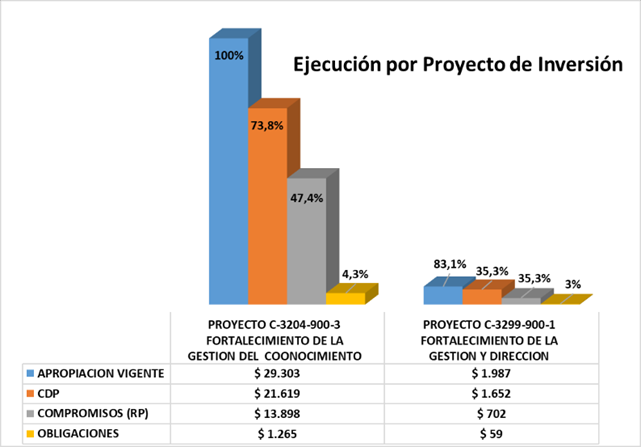 Ejecución por Proyecto de Inversión
100%
73,8%
47,4%
4,3%
83,1%
35,3%
35,3%
3%
PROYECTO C-3204-900-3
FORTALECIMIENTO DE LA
GESTION DEL COONOCIMIENTO
PROYECTO C-3299-900-1
FORTALECIMIENTO DE LA
GESTION Y DIRECCION
APROPIACION VIGENTE $ 29.303 $ 1.987
CDP $ 21.619 $ 1.652
COMPROMISOS (RP) $ 13.898 $ 702
OBLIGACIONES $ 1.265 $ 59